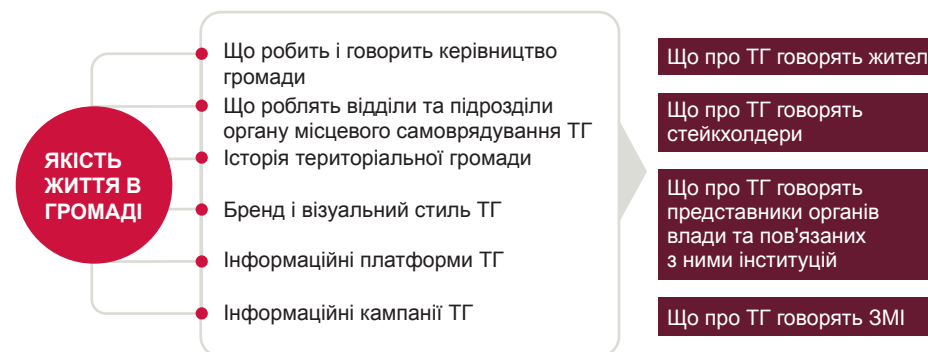 ЯКІСТЬ
ЖИТТЯ В
ГРОМАДІ
Що робить і говорить керівництво
громади
Що роблять відділи та підрозділи
органу місцевого самоврядування ТГ
Історія територіальної громади
Бренд і візуальний стиль ТГ
Інформаційні платформи ТГ
Інформаційні кампанії ТГ
Що про ТГ говорять жител
Що про ТГ говорять
стейкхолдери
Що про ТГ говорять
представники органів
влади та пов'язаних
з ними інституцій
Що про ТГ говорять ЗМІ